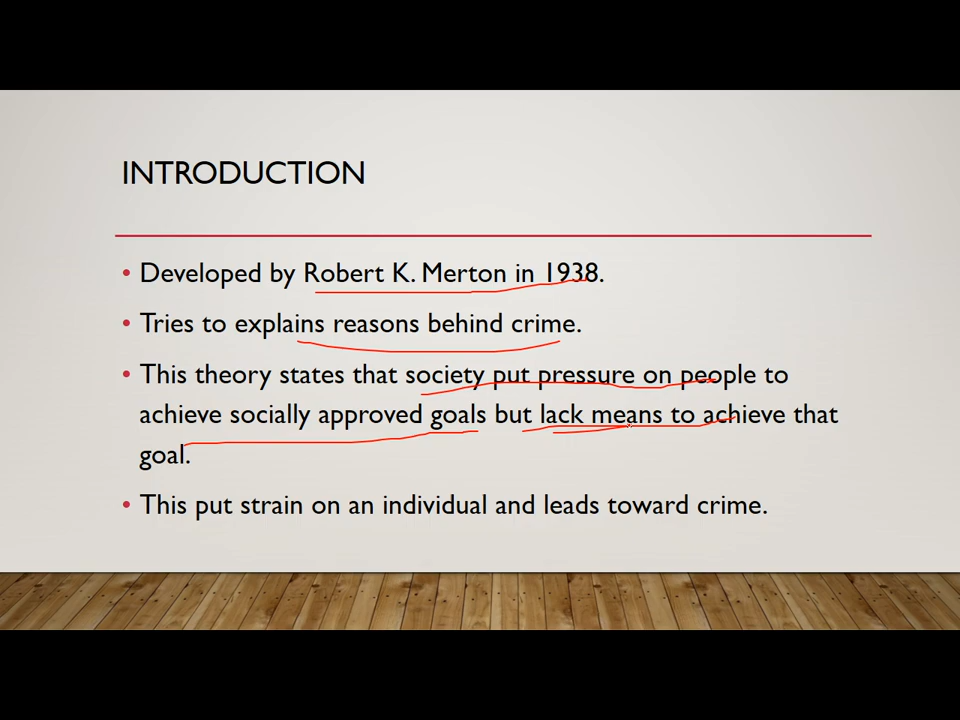 INTRODUCTION
• Developed by Robert K. Merton in 1938.
• Tries to explains reasons behind crime.
• This theory states that society put pressure on people to
achieve socially approved goals but lack means to achieve that
goal.
• This put strain on an individual and leads toward crime.